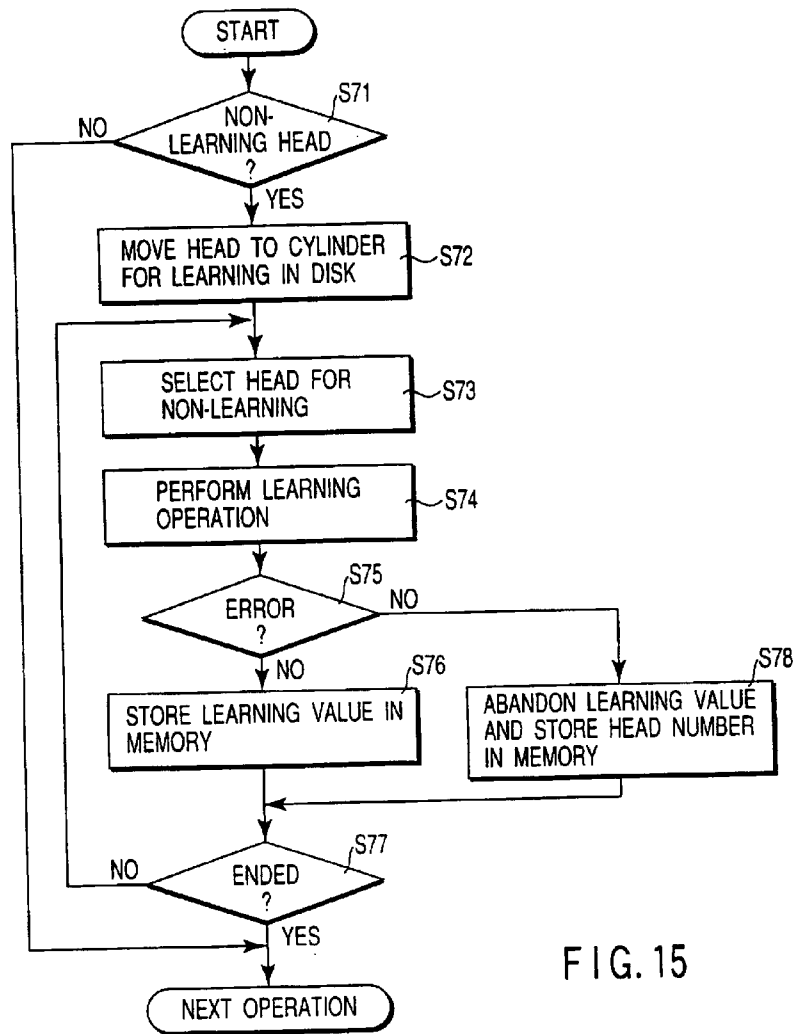 START
S71
NON-
LEARNING HEAD
?
NO
YES
MOVE HEAD TO CYLINDER
FOR LEARNING IN DISK
S72
SELECT HEAD FOR
NON-LEARNING
S73
PERFORM LEARNING
OPERATION
S74
S75
ERROR
?
NO
NO
S76
STORE LEARNING VALUE IN
MEMORY
S78
ABANDON LEARNING VALUE
AND STORE HEAD NUMBER
IN MEMORY
S77
NO
ENDED
?
YES
NEXT OPERATION
FIG. 15